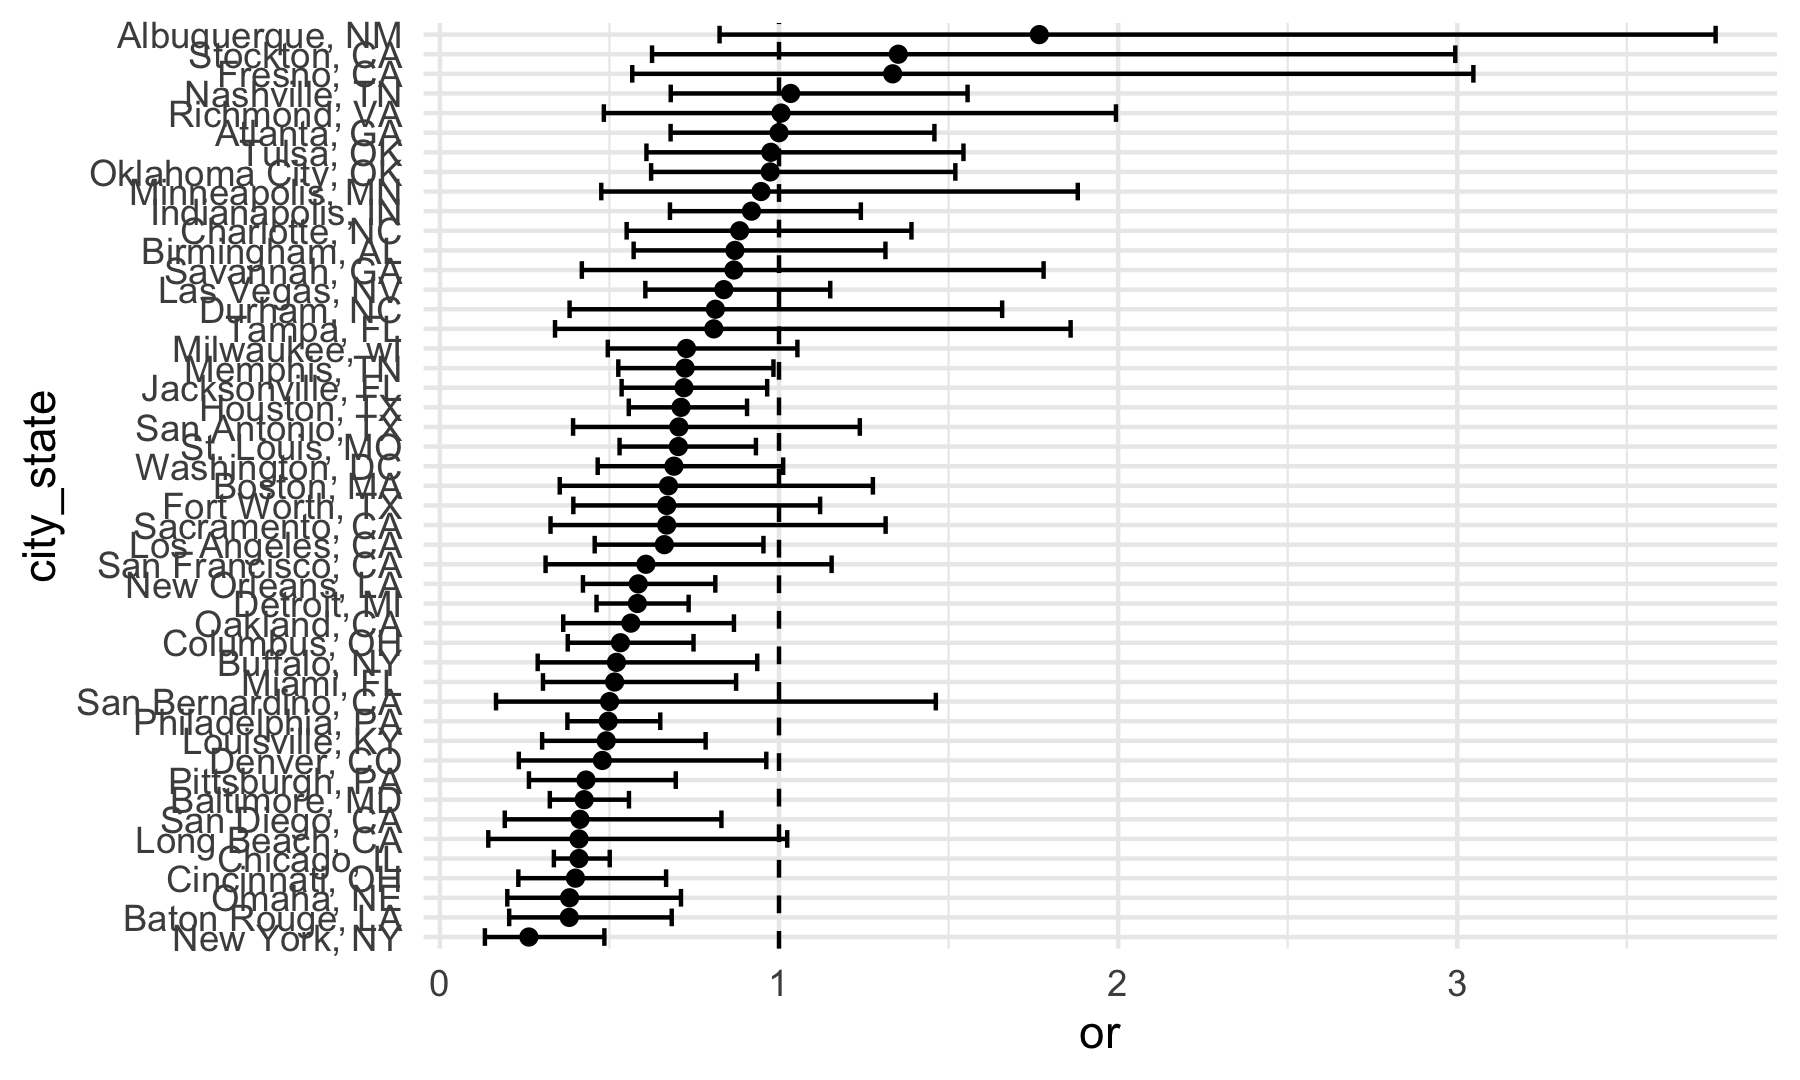 Albuquerque, NM
Stockton, CA
Fresno, CA
Nashville, TN
Richmond, VA
Atlanta, GA
Tulsa, OK
Oklahoma City, OK
Minneapolis, MN
Indianapolis, IN
Charlotte, NC
Birmingham, AL
Savannah, GA
Las Vegas, NV
Durham, NC
Tampa, FL
Milwaukee, wI
Memphis, TN
Jacksonville, FL
Houston, TX
San Antonio, TX
St. Louis, MO
Washington, DC
Boston, MA
Fort Worth, TX
Sacramento, CA
Los Angeles, CA
San Francisco, CA
New Orleans, LA
Detroit, MI
Oakland, CA
Columbus, OH
Buffalo, NY
Miami, FL
San Bernardino, CA
Philadelphia, PA
Louisville, KY
Denver, CO
Pittsburgh, PA
Baltimore, MD
San Diego, CA
Long Beach, CA
Chicago, IL
Cincinnati, OH
Omaha, NE
Baton Rouge, LA
New York, NY
city_state
0 1 2 3
or